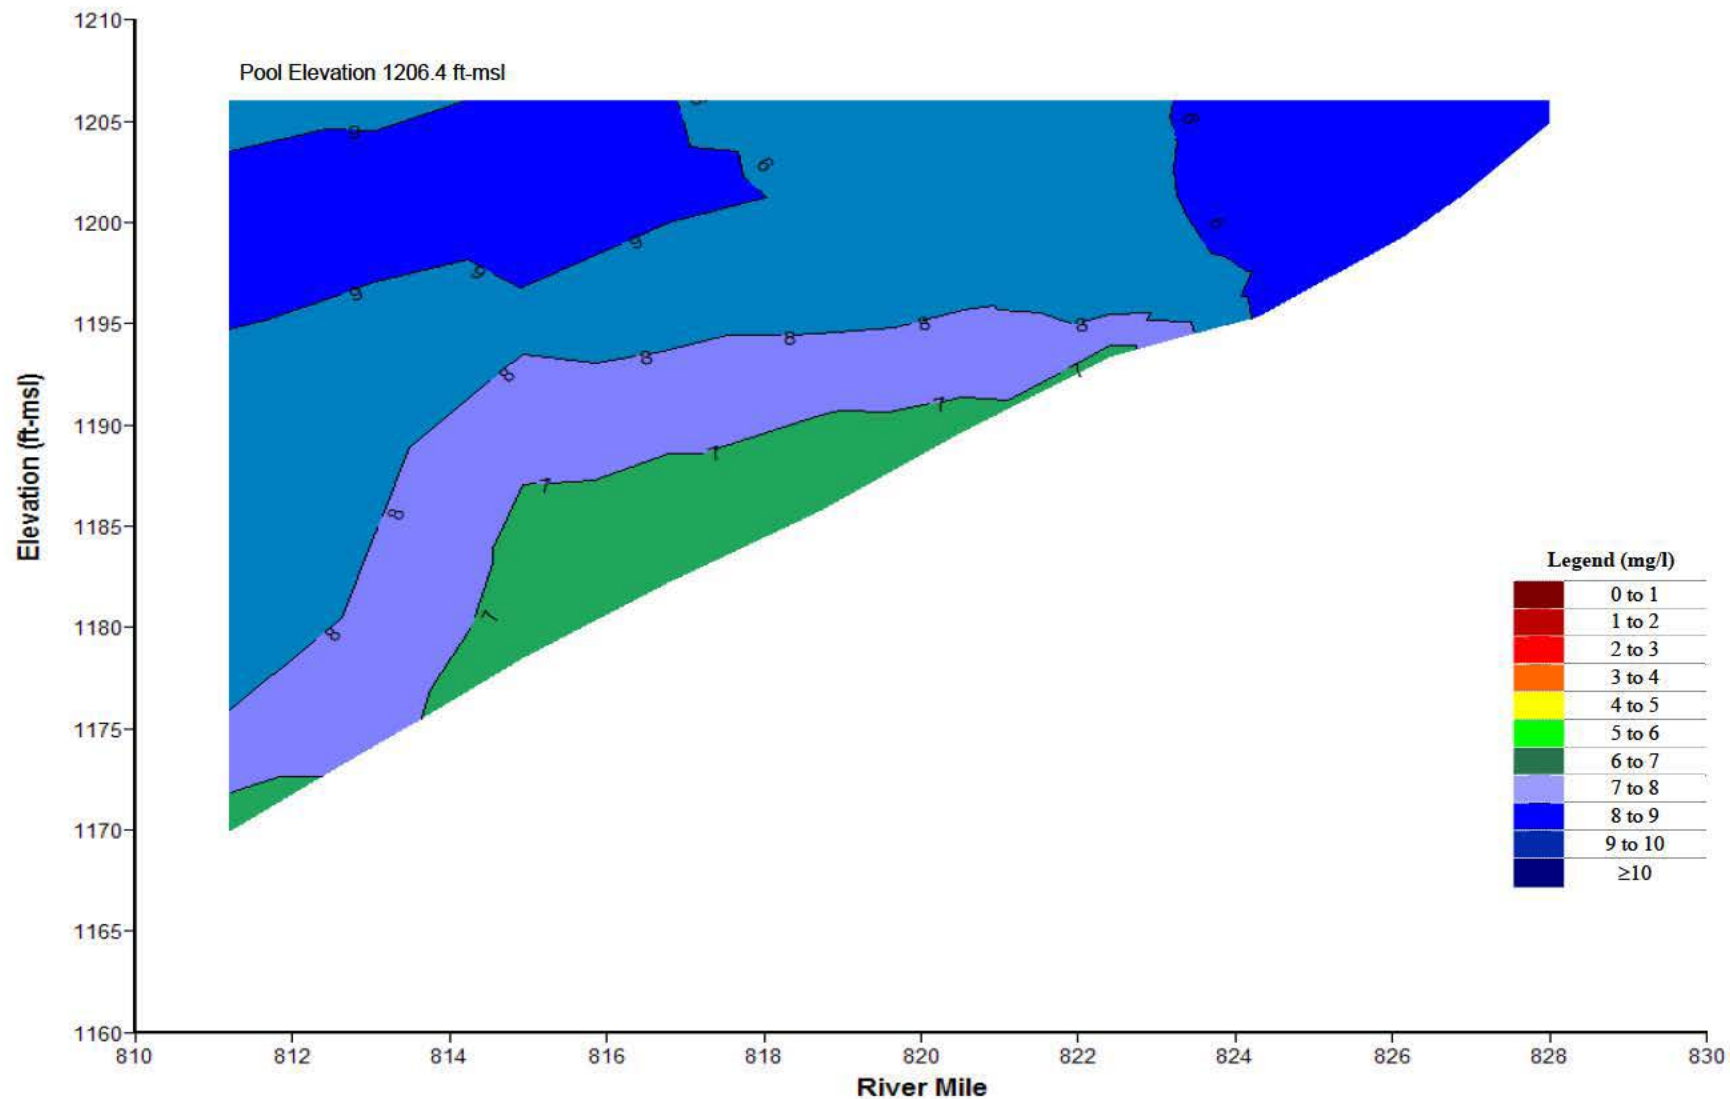 1210
Pool Elevation 1206.4 ft-msl
1205
1200
1195
1190
1185
1180
1175
1170
1165
1160
Elevation (ft-msl)
9
9
9
9
9
9
9
9
8
8
8
8
8
8
8
7
7
7
7
7
Legend (mg/l)
0 to 1
1 to 2
2 to 3
3 to 4
4 to 5
5 to 6
6 to 7
7 to 8
8 to 9
9 to 10
≥10
810 812 814 816 818 820 822 824 826 828 830
River Mile